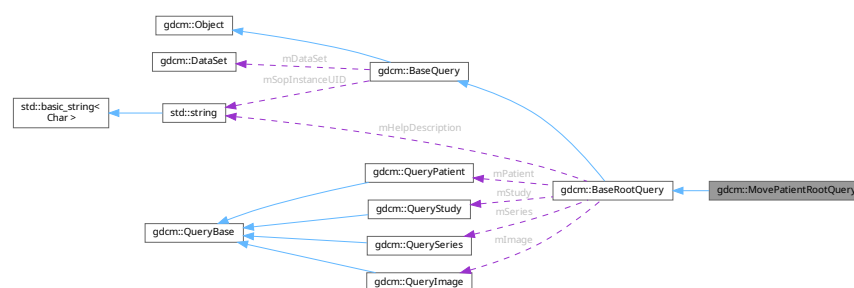 gdcm::Object
gdcm::DataSet
mDataSet
gdcm::BaseQuery
mSopInstanceUID
std::basic_string<
Char >
std::string
mHelpDescription
gdcm::QueryPatient
mPatient
gdcm::BaseRootQuery
gdcm::MovePatientRootQuery
mStudy
gdcm::QueryStudy
mSeries
gdcm::QueryBase
gdcm::QuerySeries
mImage
gdcm::QueryImage